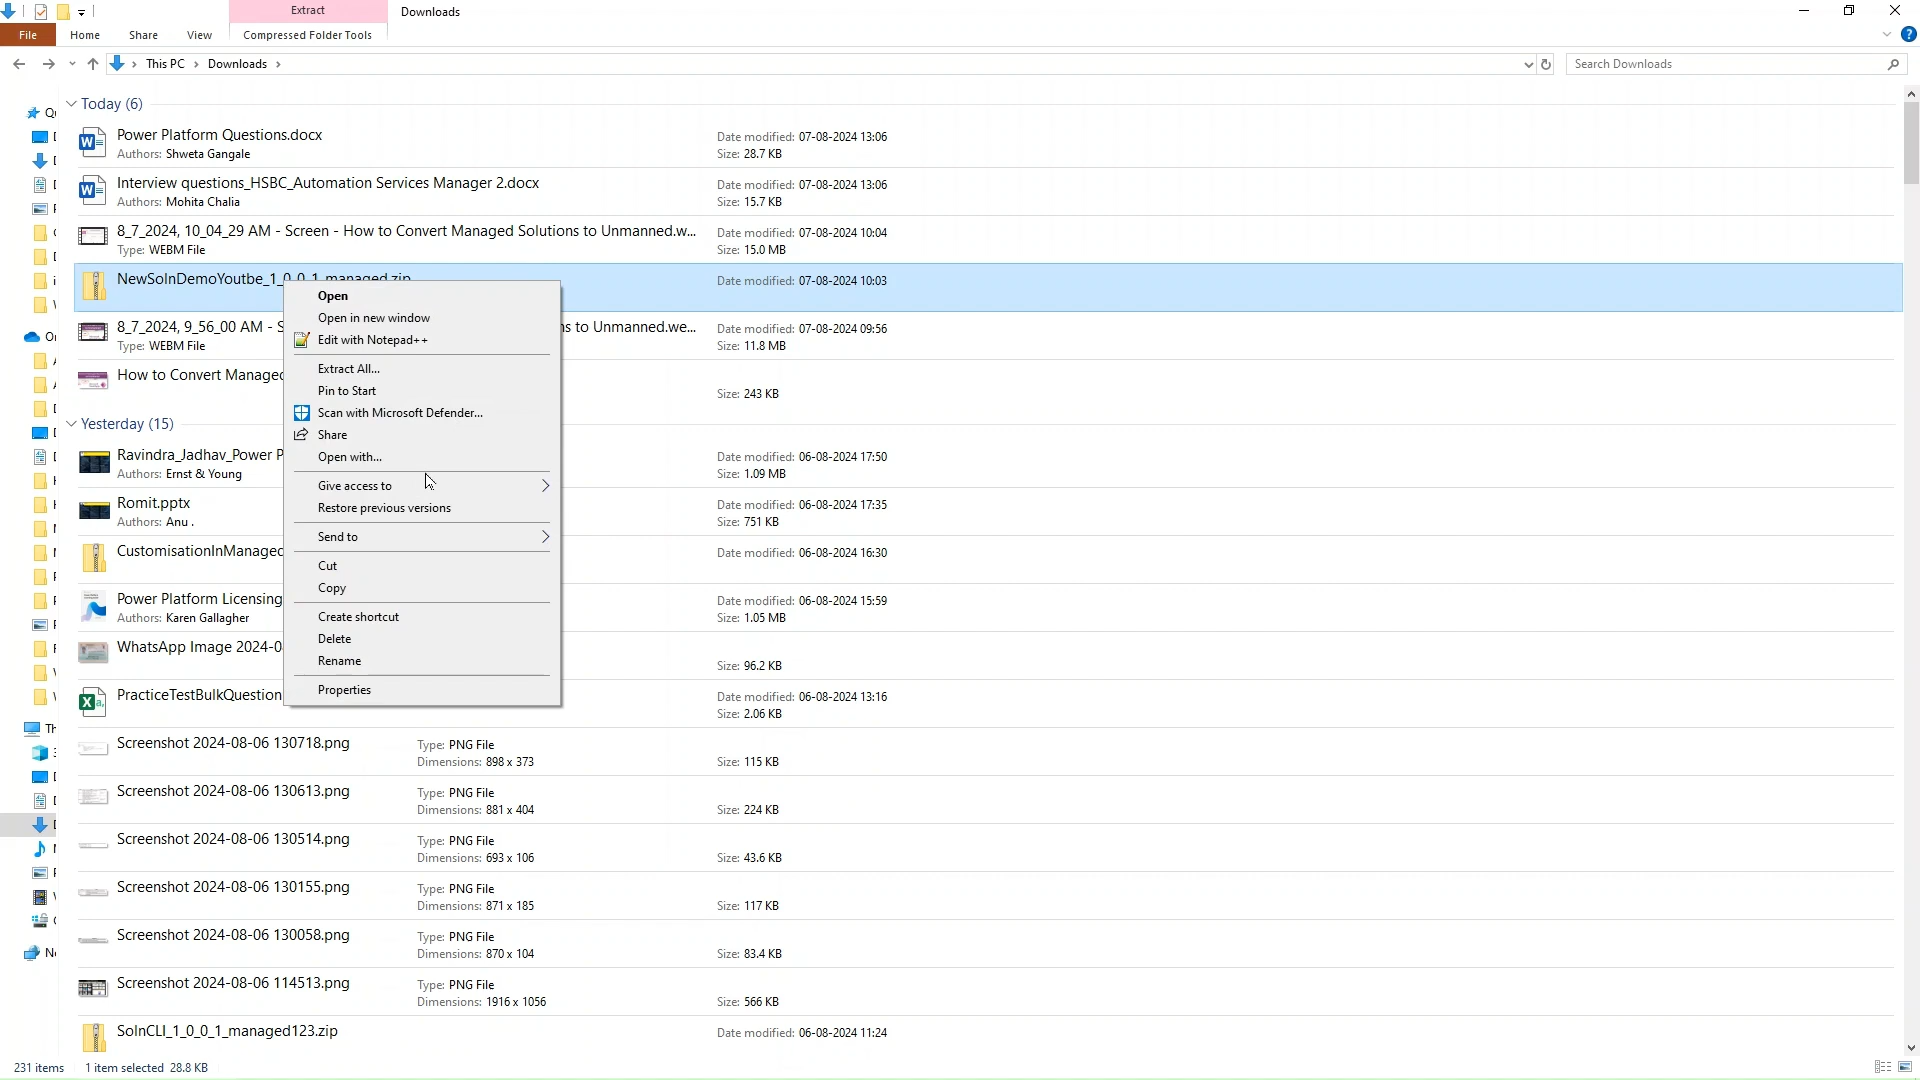 Extract
Downloads
File
Home
Share
View
Compressed Folder Tools
This PC
Downloads
Search Downloads
Today (6)
Power Platform Questions.docx
Authors: Shweta Gangale
Date modified: 07-08-2024 13:06
Size: 28.7 KB
Interview questions_HSBC_Automation Services Manager 2.docx
Authors: Mohita Chalia
Date modified: 07-08-2024 13:06
Size: 15.7 KB
8_7_2024, 10_04_29 AM - Screen - How to Convert Managed Solutions to Unmanned.w...
Type: WEBM File
Date modified: 07-08-2024 10:04
Size: 15.0 MB
NewSolnDemoYoutbe_1_0_0_1_managed.zip
Date modified: 07-08-2024 10:03
8_7_2024, 9_56_00 AM - S
ns to Unmanned.we...
Type: WEBM File
Date modified: 07-08-2024 09:56
Size: 11.8 MB
How to Convert Managed
Size: 243 KB
Yesterday (15)
Ravindra_Jadhav_Power P
Authors: Ernst & Young
Date modified: 06-08-2024 17:50
Size: 1.09 MB
Romit.pptx
Authors: Anu .
Date modified: 06-08-2024 17:35
Size: 751 KB
CustomisationInManaged
Date modified: 06-08-2024 16:30
Power Platform Licensing
Authors: Karen Gallagher
Date modified: 06-08-2024 15:59
Size: 1.05 MB
WhatsApp Image 2024-0
Size: 96.2 KB
PracticeTestBulkQuestion
Date modified: 06-08-2024 13:16
Size: 2.06 KB
Open
Open in new window
Edit with Notepad++
Extract All...
Pin to Start
Scan with Microsoft Defender...
Share
Open with...
Give access to
Restore previous versions
Send to
Cut
Copy
Create shortcut
Delete
Rename
Properties
Screenshot 2024-08-06 130718.png
Type: PNG File
Dimensions: 898 x 373
Size: 115 KB
Screenshot 2024-08-06 130613.png
Type: PNG File
Dimensions: 881 x 404
Size: 224 KB
Screenshot 2024-08-06 130514.png
Type: PNG File
Dimensions: 693 x 106
Size: 43.6 KB
Screenshot 2024-08-06 130155.png
Type: PNG File
Dimensions: 871 x 185
Size: 117 KB
Screenshot 2024-08-06 130058.png
Type: PNG File
Dimensions: 870 x 104
Size: 83.4 KB
Screenshot 2024-08-06 114513.png
Type: PNG File
Dimensions: 1916 x 1056
Size: 566 KB
SolnCLI_1_0_0_1_managed123.zip
Date modified: 06-08-2024 11:24
231 items
1 item selected 28.8 KB